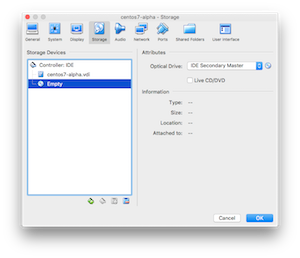 centos7-alpha - Storage
General System Display Storage Audio Network Ports Shared Folders User Interface
Storage Devices
Controller: IDE
centos7-alpha.vdi
Empty
Attributes
Optical Drive: IDE Secondary Master
Live CD/DVD
Information
Type: --
Size: --
Location: --
Attached to: --
Cancel OK